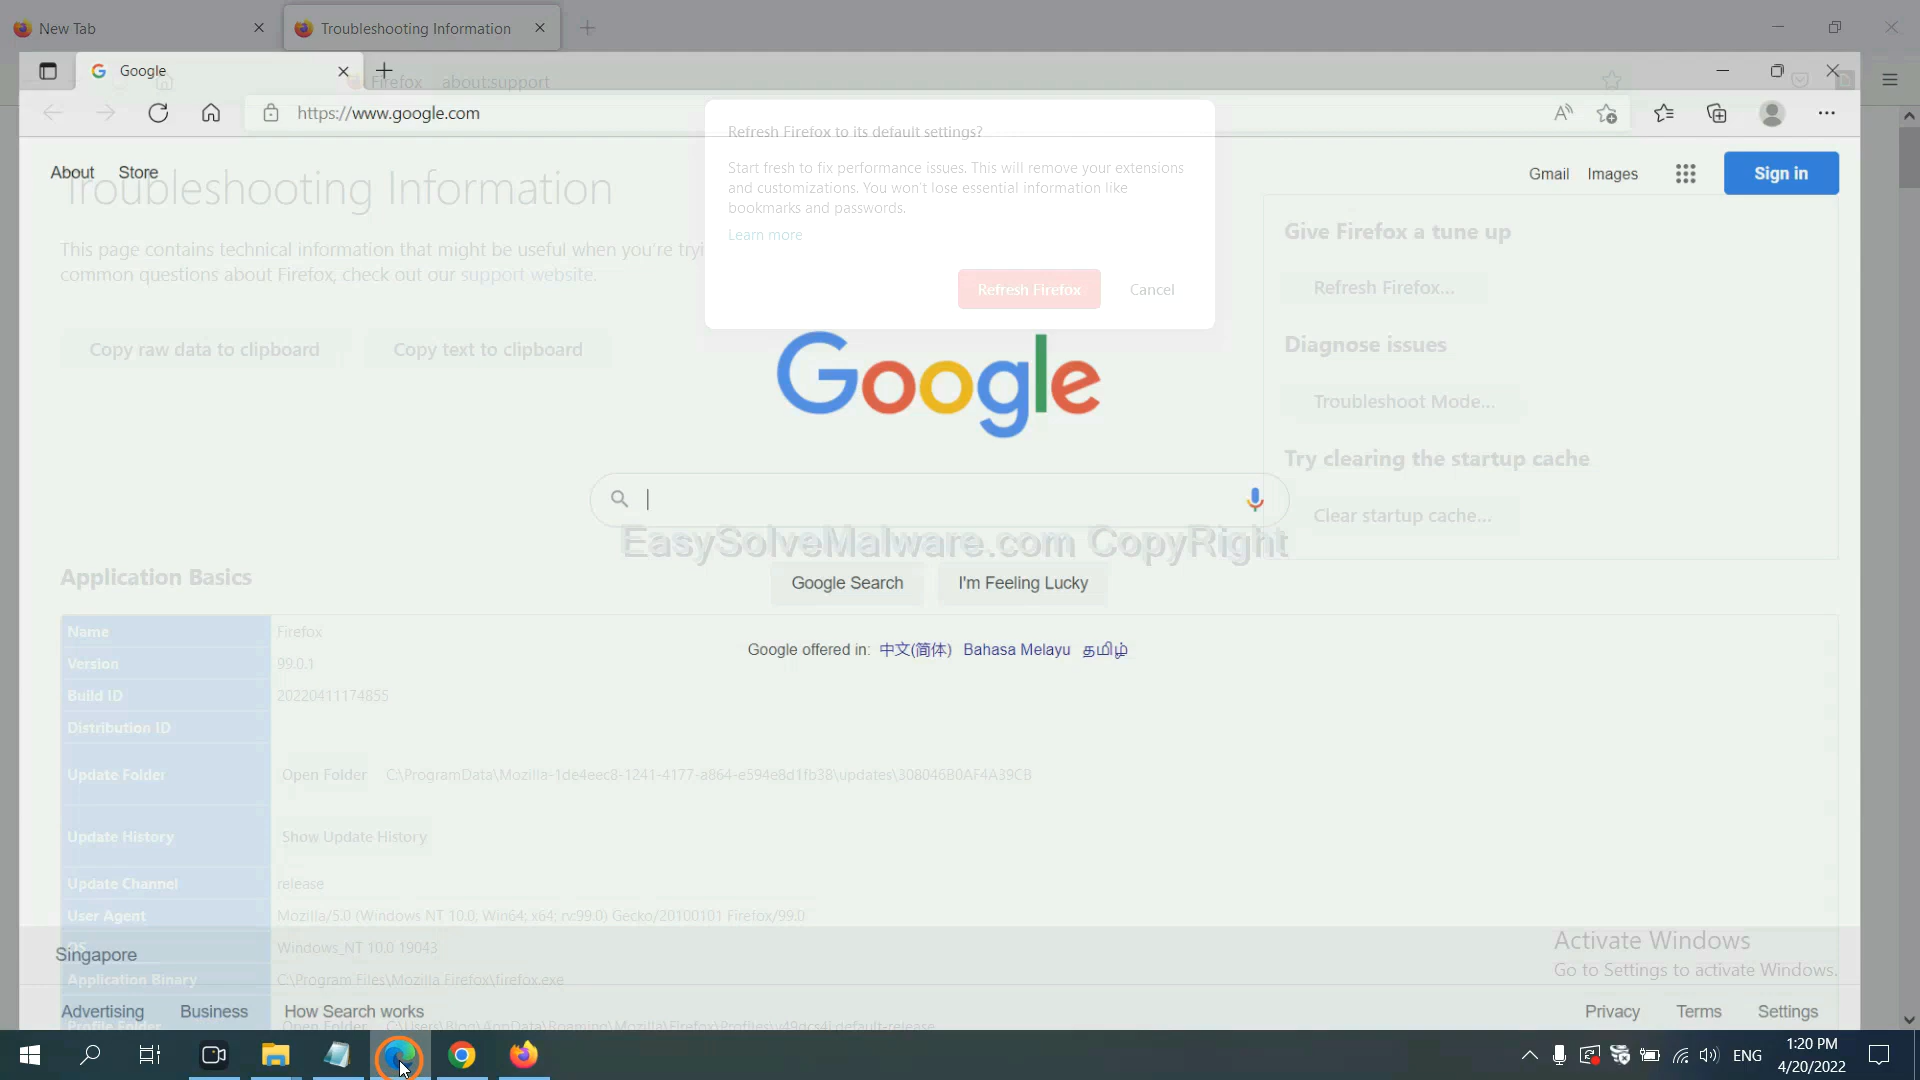 New Tab
Troubleshooting Information
Google
Firefox about:support
https://www.google.com
Refresh Firefox to its default settings?
About Store
Gmail Images
Sign in
Troubleshooting Information
Start fresh to fix performance issues. This will remove your extensions
and customizations. You won't lose essential information like
bookmarks and passwords.
Learn more
Give Firefox a tune up
This page contains technical information that might be useful when you're
common questions about Firefox, check out our support website.
Refresh Firefox
Cancel
Refresh Firefox...
Copy raw data to clipboard
Copy text to clipboard
Diagnose issues
Google
Troubleshoot Mode...
Try clearing the startup cache
Clear startup cache...
EasySolveMalware.com CopyRight
Application Basics
Google Search
I'm Feeling Lucky
Name Firefox
Google offered in: 中文(简体) Bahasa Melayu தமிழ்
Version 99.0.1
Build ID 20220411174855
Distribution ID
Update Folder Open Folder C:\ProgramData\Mozilla-1de4eec8-1241-4177-a864-e594e8d1fb38\updates\308046B0AF4A39CB
Update History Show Update History
Update Channel release
User Agent Mozilla/5.0 (Windows NT 10.0; Win64; x64; rv:99.0) Gecko/20100101 Firefox/99.0
OS Windows_NT 10.0 19043
Singapore
Activate Windows
Go to Settings to activate Windows.
Application Binary C:\Program Files\Mozilla Firefox\firefox.exe
Advertising Business How Search works
Privacy Terms Settings
Profile Folder Open Folder
ENG
1:20 PM
4/20/2022